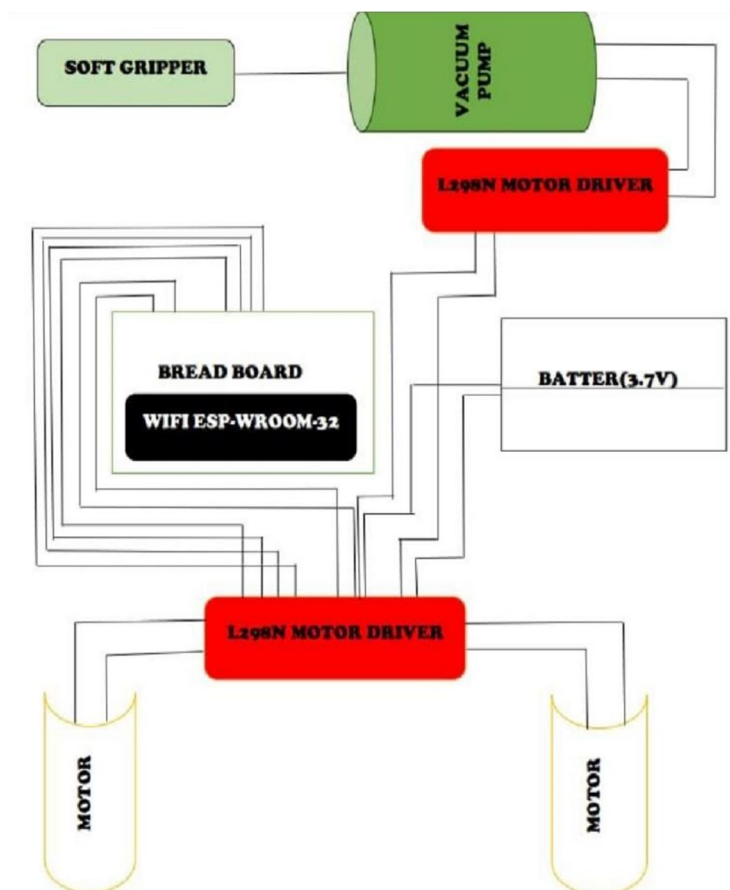 SOFT GRIPPER
VACUUM
PUMP
L298N MOTOR DRIVER
BREAD BOARD
WIFI ESP-WROOM-32
BATTER(3.7V)
L298N MOTOR DRIVER
MOTOR
MOTOR